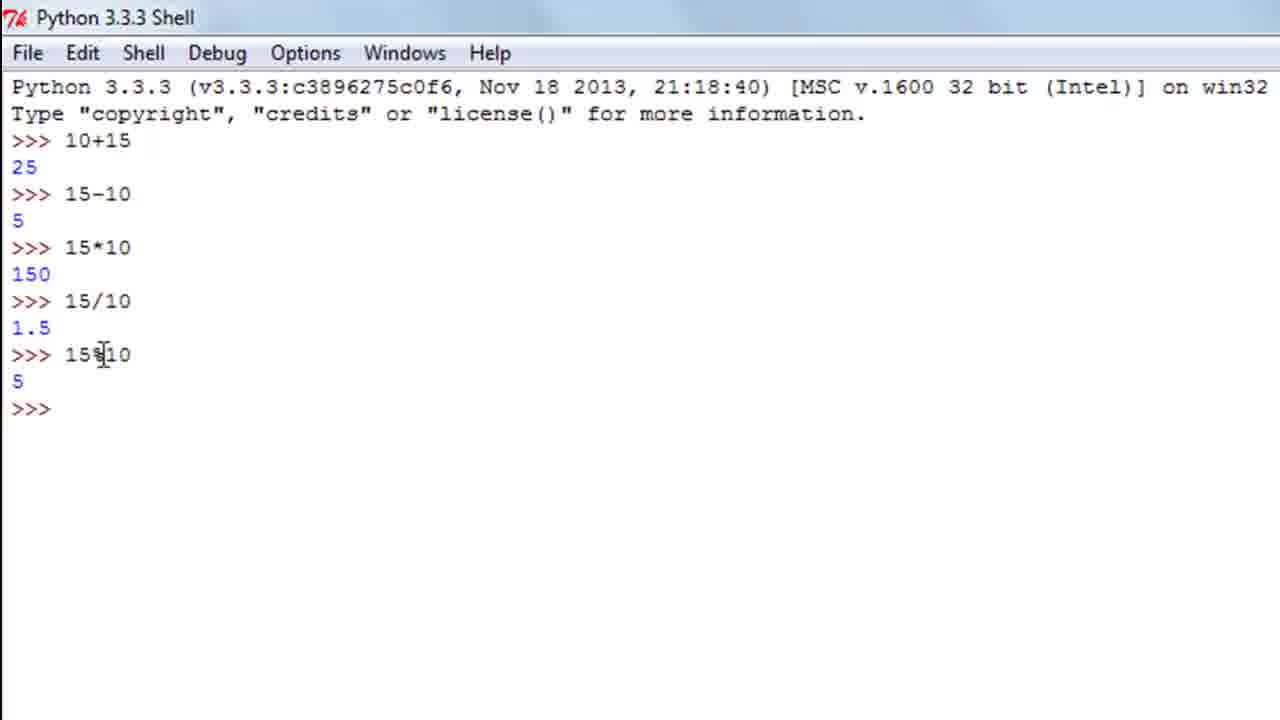 Python 3.3.3 Shell
File Edit Shell Debug Options Windows Help
Python 3.3.3 (v3.3.3:c3896275c0f6, Nov 18 2013, 21:18:40) [MSC v.1600 32 bit (Intel)] on win32
Type "copyright", "credits" or "license()" for more information.
>>> 10+15
25
>>> 15-10
5
>>> 15*10
150
>>> 15/10
1.5
>>> 15%10
5
>>>